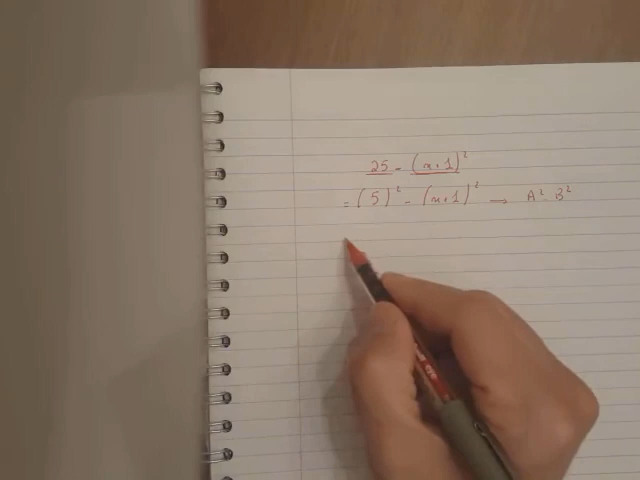 25 - (x+1)²
= (5)² - (x+1)² → A² - B²